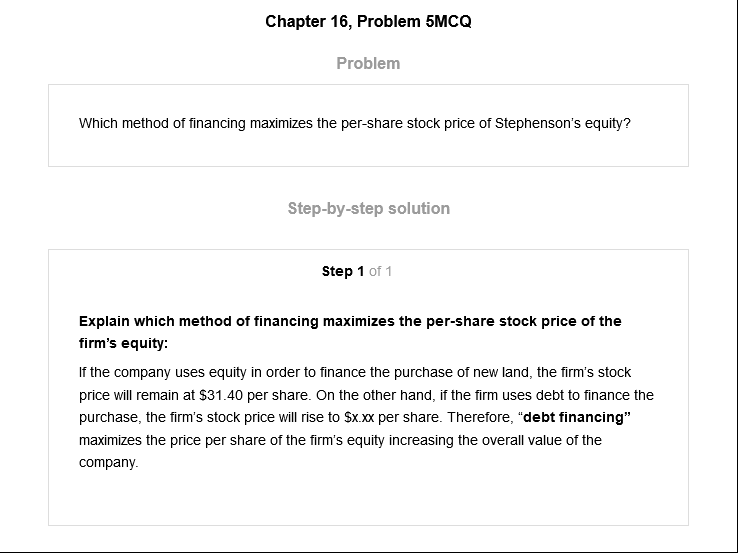 Chapter 16, Problem 5MCQ
Problem
Which method of financing maximizes the per-share stock price of Stephenson's equity?
Step-by-step solution
Step 1 of 1
Explain which method of financing maximizes the per-share stock price of the
firm's equity:
If the company uses equity in order to finance the purchase of new land, the firm's stock
price will remain at $31.40 per share. On the other hand, if the firm uses debt to finance the
purchase, the firm's stock price will rise to $x.xx per share. Therefore, “debt financing”
maximizes the price per share of the firm's equity increasing the overall value of the
company.